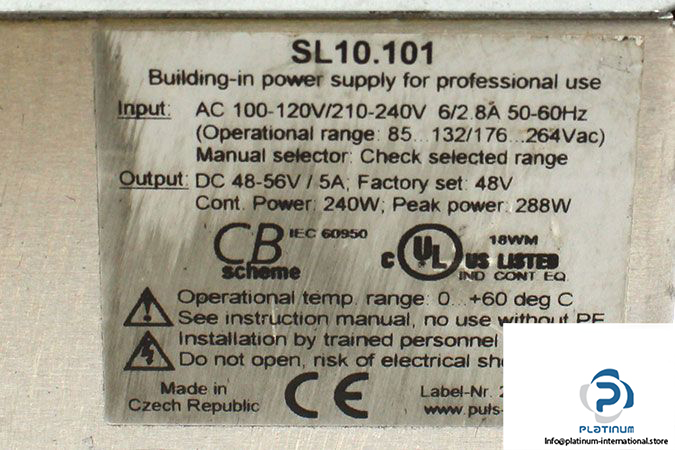 SL10.101
Building-in power supply for professional use
Input: AC 100-120V/210-240V 6/2.8A 50-60Hz
(Operational range: 85...132/176...264Vac)
Manual selector: Check selected range
Output: DC 48-56V / 5A; Factory set: 48V
Cont. Power: 240W; Peak power: 288W
CB scheme IEC 60950
c UL US LISTED 18WM
IND CONT EQ.
Operational temp. range: 0...+60 deg C
See instruction manual, no use without PE
Installation by trained personnel
Do not open, risk of electrical
Made in
Czech Republic
CE
Label-Nr.
www.puls-
PLATINUM
Info@platinum-international.store